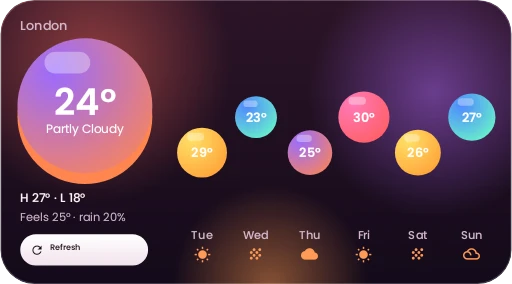 London
24°
Partly Cloudy
H 27° · L 18°
Feels 25° · rain 20%
Refresh
29° 23° 25° 30° 26° 27°
Tue Wed Thu Fri Sat Sun